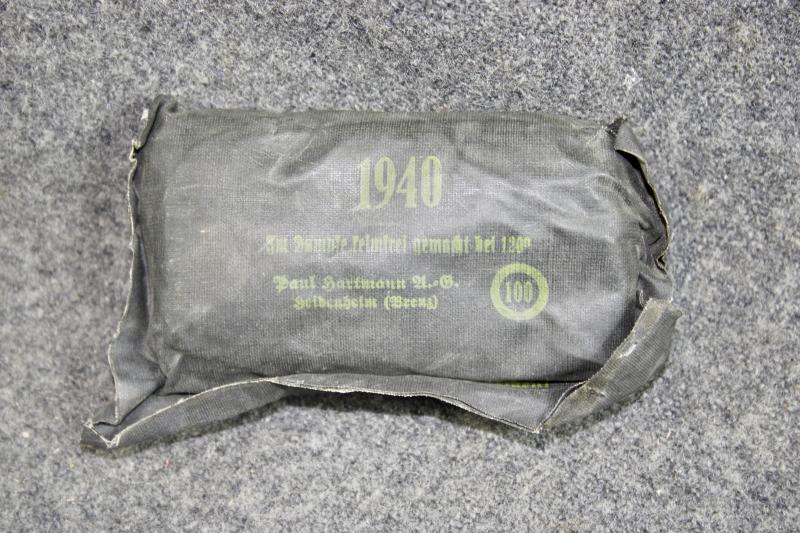 1940
Im Dampfe keimfrei gemacht bei 120°
Paul Hartmann A.-G.
Heidenheim (Brenz)
100